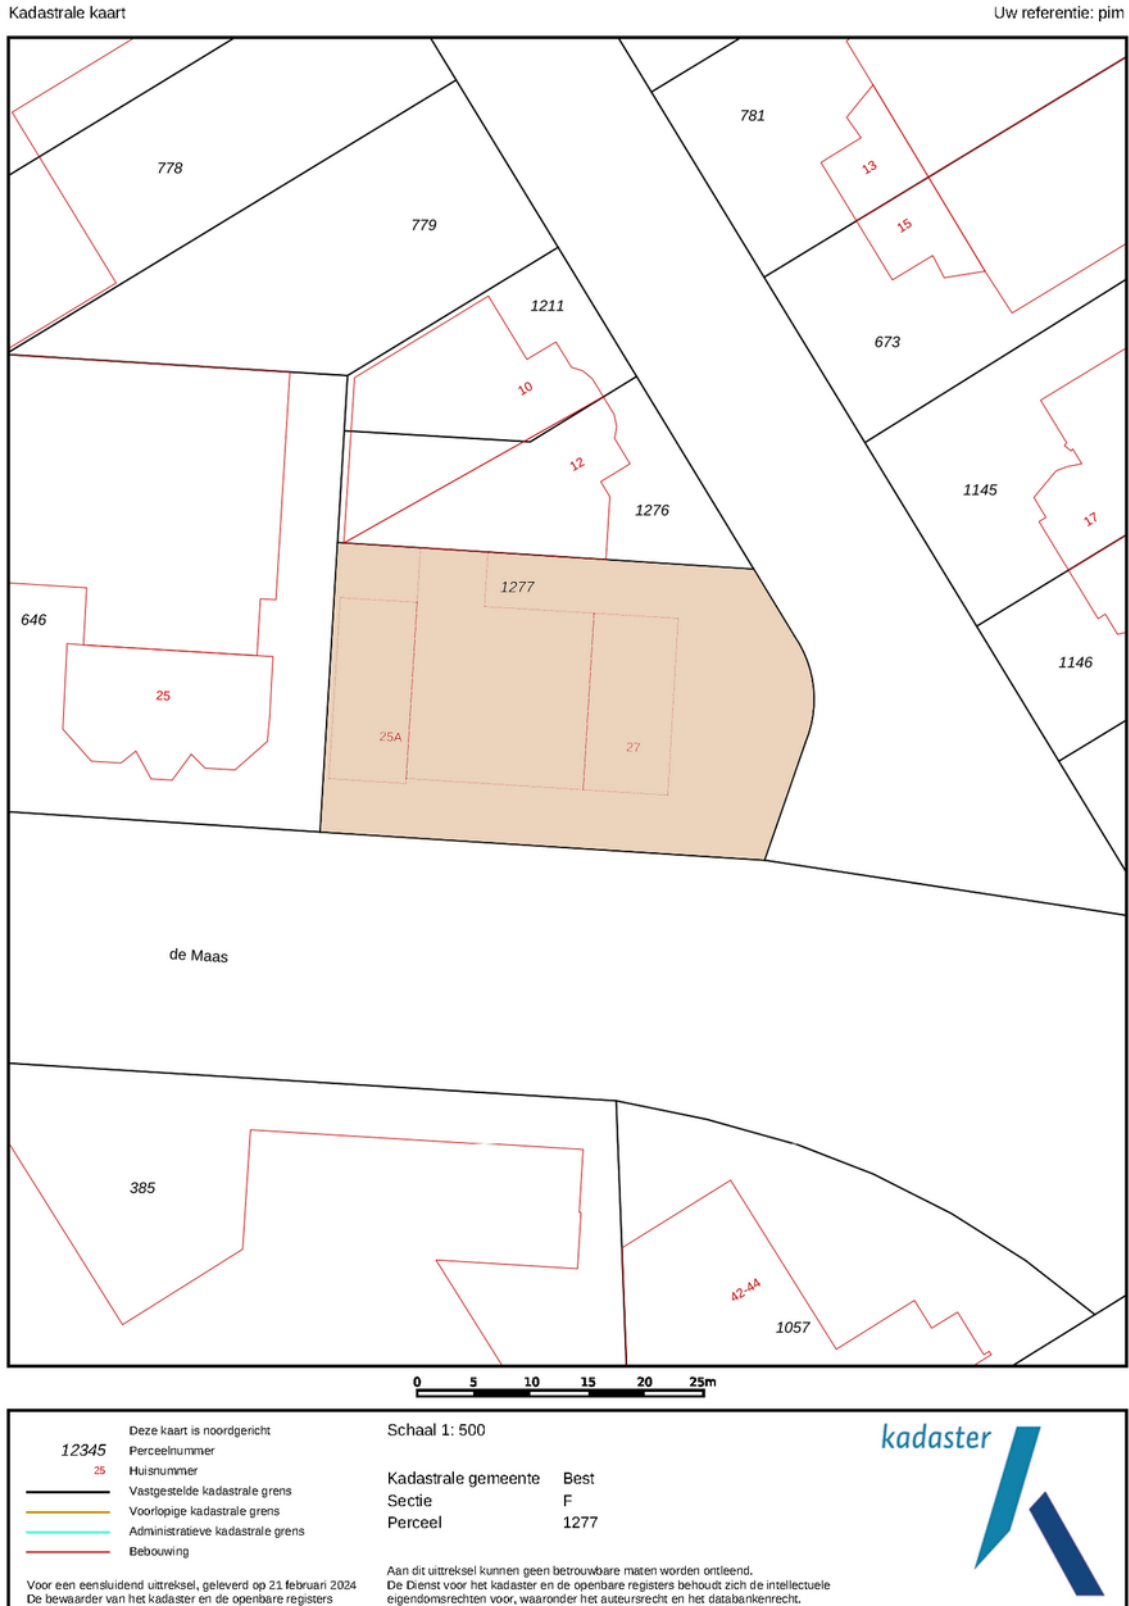 Kadastrale kaart
Uw referentie: pim
781
13
778
15
779
1211
673
10
12
1145
1276
17
1277
646
1146
25
25A
27
de Maas
385
42-44
1057
0 5 10 15 20 25m
Deze kaart is noordgericht
12345 Perceelnummer
25 Huisnummer
Vastgestelde kadastrale grens
Voorlopige kadastrale grens
Administratieve kadastrale grens
Bebouwing
Voor een eensluidend uittreksel, geleverd op 21 februari 2024
De bewaarder van het kadaster en de openbare registers
Schaal 1: 500
Kadastrale gemeente Best
Sectie F
Perceel 1277
Aan dit uittreksel kunnen geen betrouwbare maten worden ontleend.
De Dienst voor het kadaster en de openbare registers behoudt zich de intellectuele
eigendomsrechten voor, waaronder het auteursrecht en het databankenrecht.
kadaster